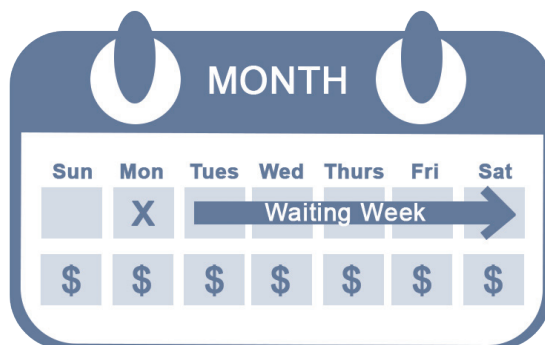 MONTH
Sun Mon Tues Wed Thurs Fri Sat
X Waiting Week
$ $ $ $ $ $ $